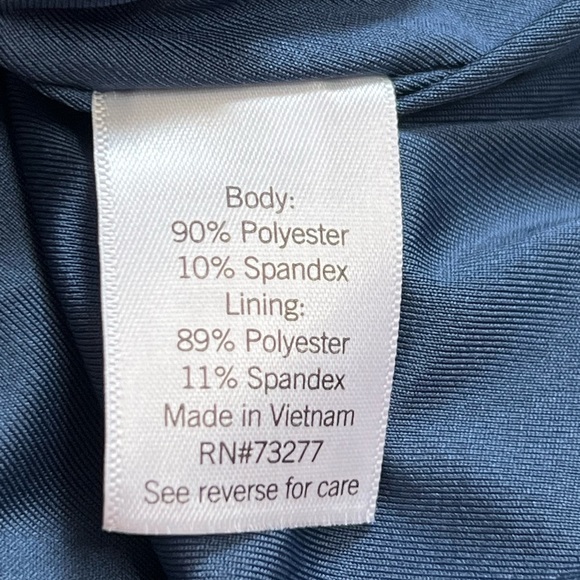 Body:
90% Polyester
10% Spandex
Lining:
89% Polyester
11% Spandex
Made in Vietnam
RN#73277
See reverse for care